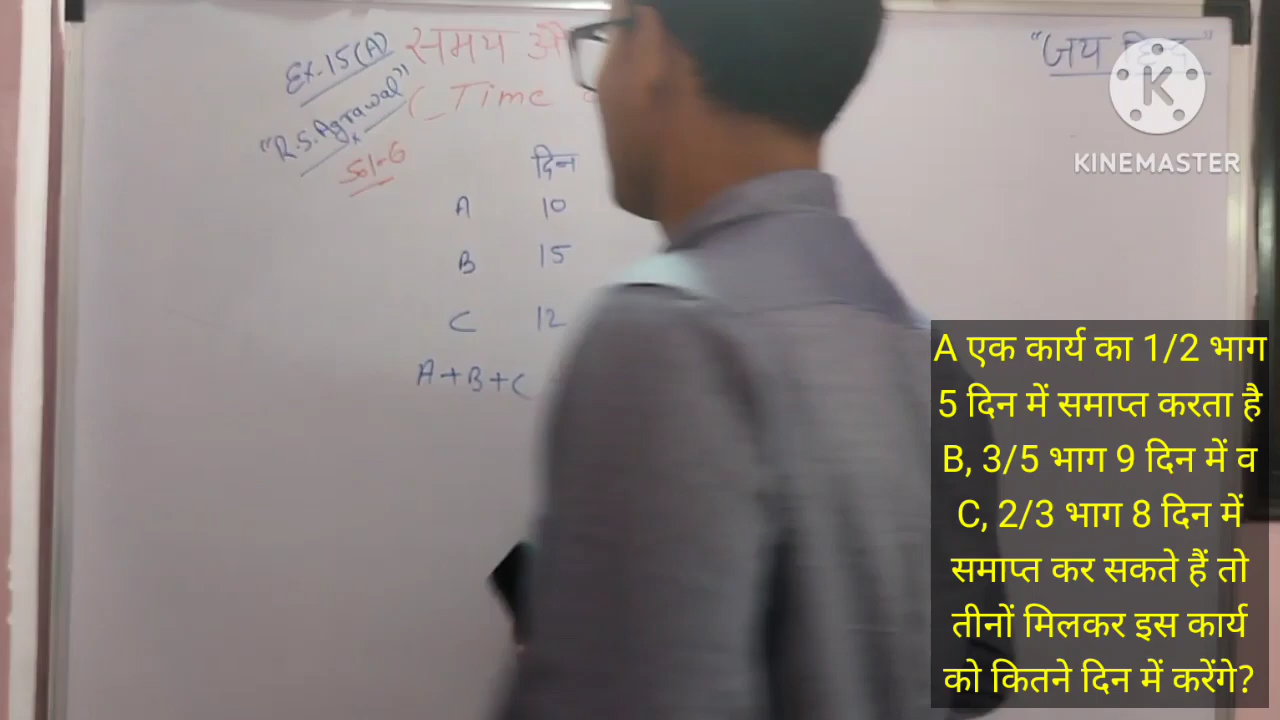 Ex-15(A)
"R.S. Agrawal"
Sol-6
समय
( Time
"जय
K
KINEMASTER
दिन
A 10
B 15
C 12
A+B+C
A एक कार्य का 1/2 भाग
5 दिन में समाप्त करता है
B, 3/5 भाग 9 दिन में व
C, 2/3 भाग 8 दिन में
समाप्त कर सकते हैं तो
तीनों मिलकर इस कार्य
को कितने दिन में करेंगे?